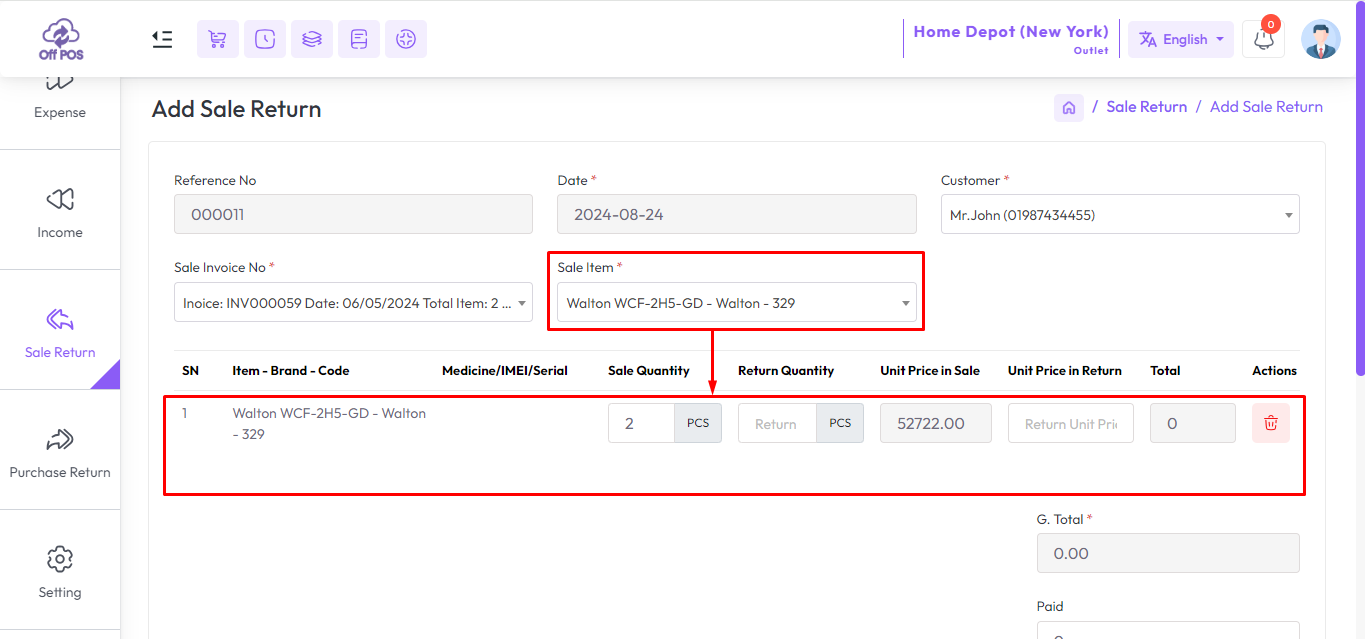 Off POS
Home Depot (New York)
Outlet
English
0
Expense
Income
Sale Return
Purchase Return
Setting
Add Sale Return
/ Sale Return / Add Sale Return
Reference No
Date *
Customer *
000011
2024-08-24
Mr.John (01987434455)
Sale Invoice No *
Sale Item *
Inoice: INV000059 Date: 06/05/2024 Total Item: 2 ...
Walton WCF-2H5-GD - Walton - 329
SN Item - Brand - Code Medicine/IMEI/Serial Sale Quantity Return Quantity Unit Price in Sale Unit Price in Return Total Actions
1 Walton WCF-2H5-GD - Walton 2 PCS Return PCS 52722.00 Return Unit Pri 0
- 329
G. Total *
0.00
Paid